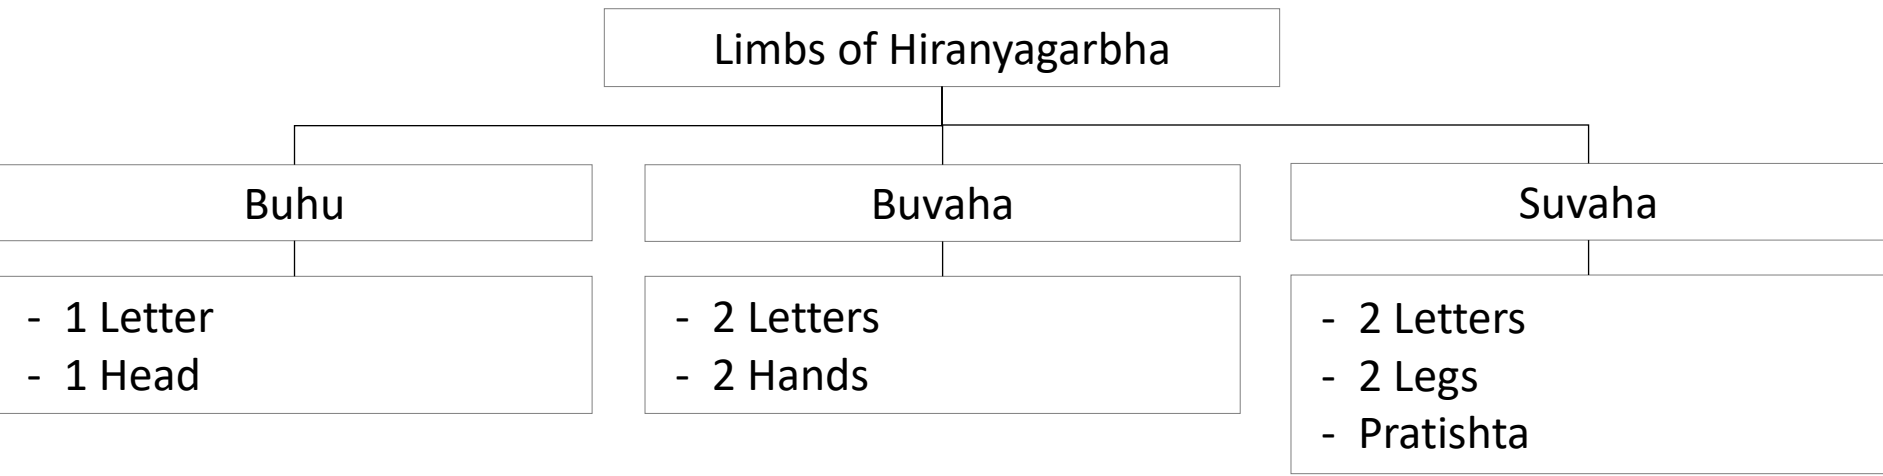 Limbs of Hiranyagarbha
Buhu
- 1 Letter
- 1 Head
Buvaha
- 2 Letters
- 2 Hands
Suvaha
- 2 Letters
- 2 Legs
- Pratishta